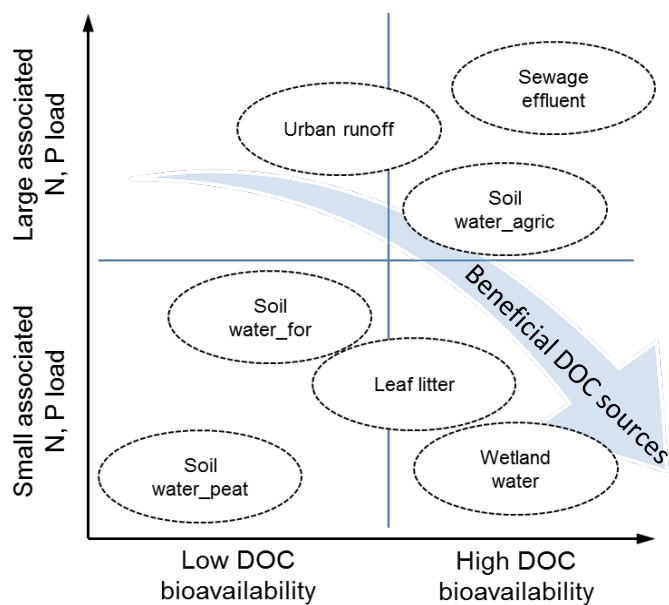 Large associated
N, P load
Small associated
N, P load
Sewage
effluent
Urban runoff
Soil
water_agric
Soil
water_for
Leaf litter
Soil
water_peat
Wetland
water
Beneficial DOC sources
Low DOC
bioavailability
High DOC
bioavailability